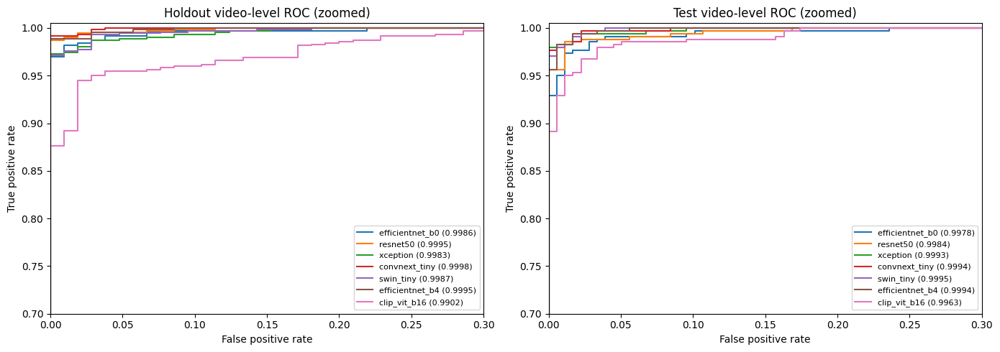 Holdout video-level ROC (zoomed)
True positive rate
1.00
0.95
0.90
0.85
0.80
0.75
0.70
efficientnet_b0 (0.9986)
resnet50 (0.9995)
xception (0.9983)
convnext_tiny (0.9998)
swin_tiny (0.9987)
efficientnet_b4 (0.9995)
clip_vit_b16 (0.9902)
0.00 0.05 0.10 0.15 0.20 0.25 0.30
False positive rate
Test video-level ROC (zoomed)
True positive rate
1.00
0.95
0.90
0.85
0.80
0.75
0.70
efficientnet_b0 (0.9978)
resnet50 (0.9984)
xception (0.9993)
convnext_tiny (0.9994)
swin_tiny (0.9995)
efficientnet_b4 (0.9994)
clip_vit_b16 (0.9963)
0.00 0.05 0.10 0.15 0.20 0.25 0.30
False positive rate